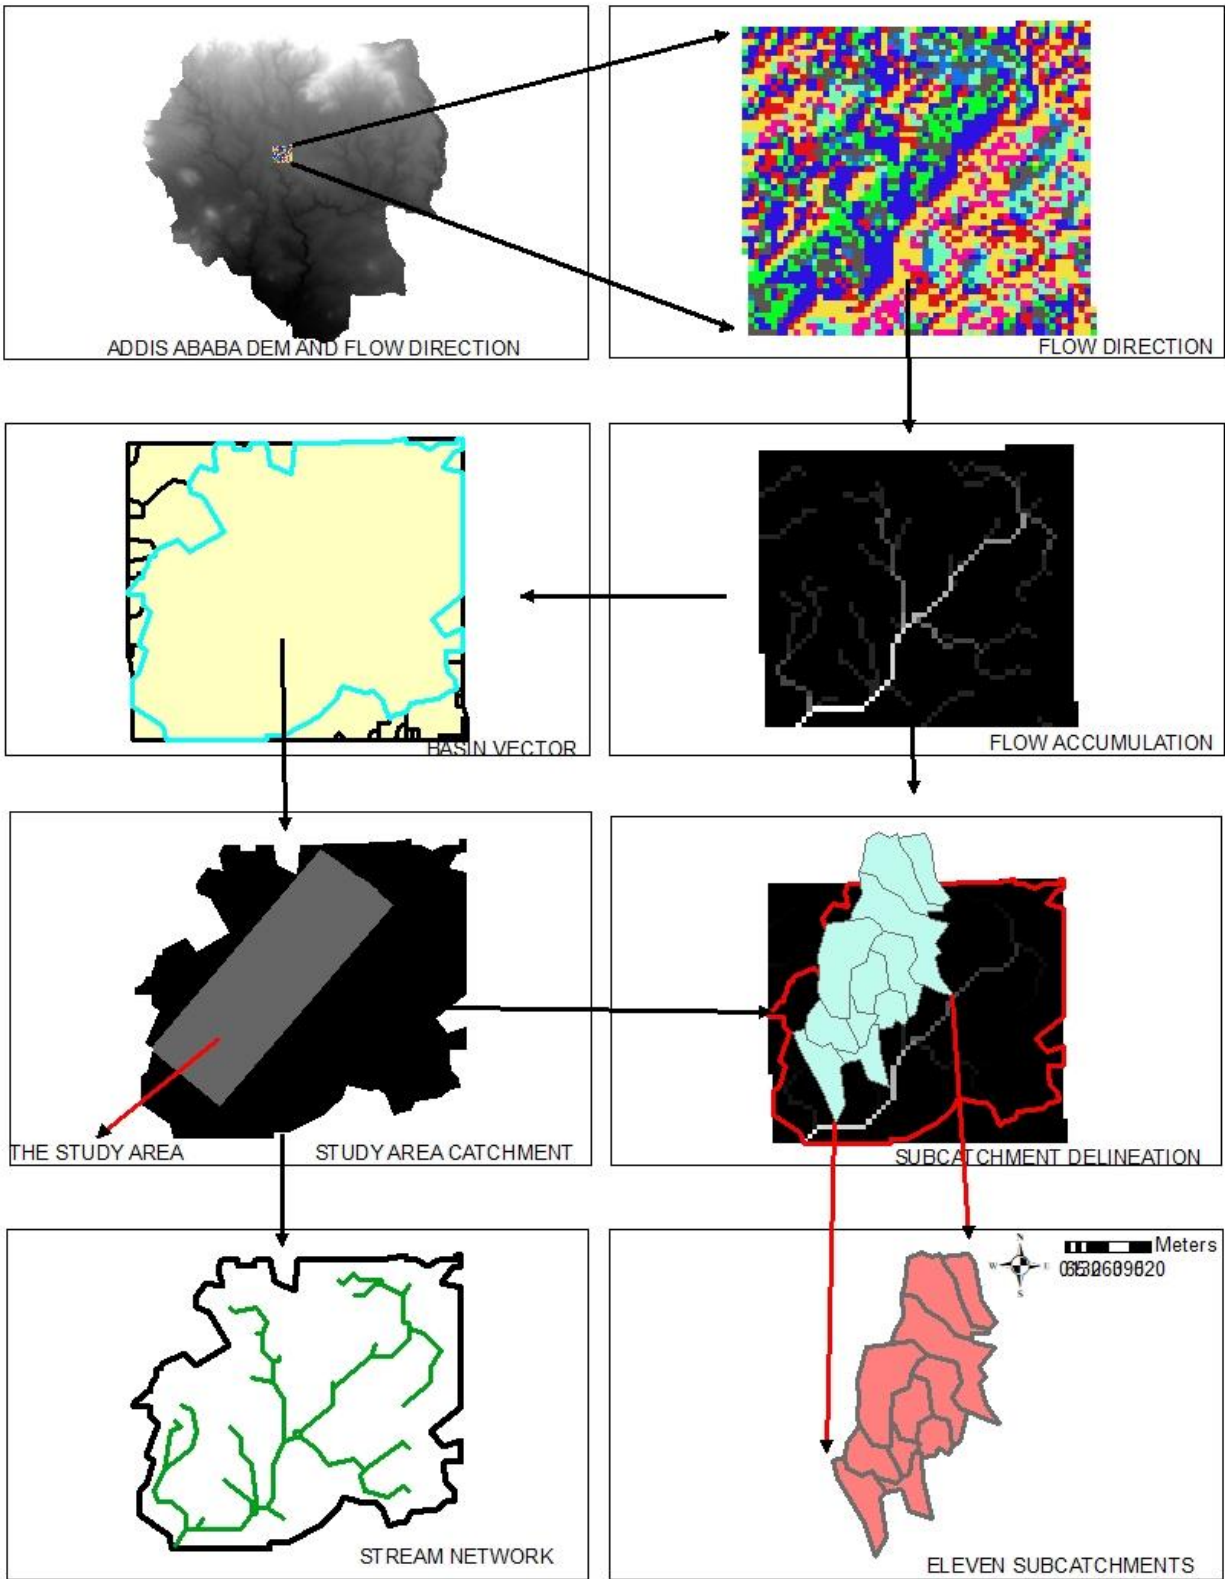 ADDIS ABABA DEM AND FLOW DIRECTION
FLOW DIRECTION
BASIN VECTOR
FLOW ACCUMULATION
THE STUDY AREA
STUDY AREA CATCHMENT
SUBCATCHMENT DELINEATION
STREAM NETWORK
N
W
E
S
Meters
ELEVEN SUBCATCHMENTS